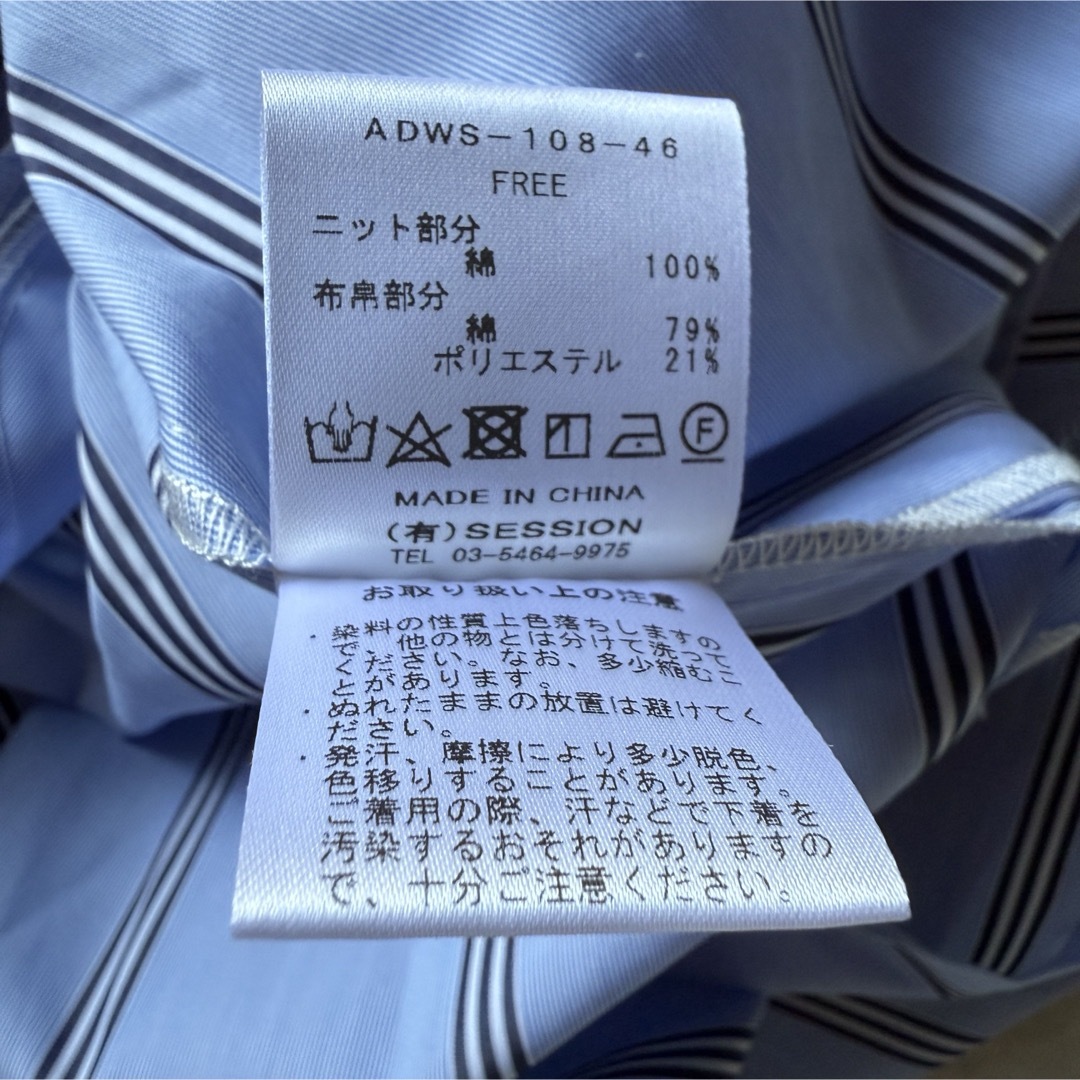 ADWS-108-46
FREE
ニット部分
綿 100%
布帛部分
綿 79%
ポリエステル 21%
F
MADE IN CHINA
(有)SESSION
TEL 03-5464-9975
お取り扱い上の注意
・染料の性質上色落ちしますの
で、他の物とは分けて洗って
ください。なお、多少縮むこ
とがあります。
・ぬれたままの放置は避けてく
ださい。
発汗、摩擦により多少脱色、
色移りすることがあります。
ご着用の際、汗などで下着を
汚染するおそれがありますの
で、十分ご注意ください。